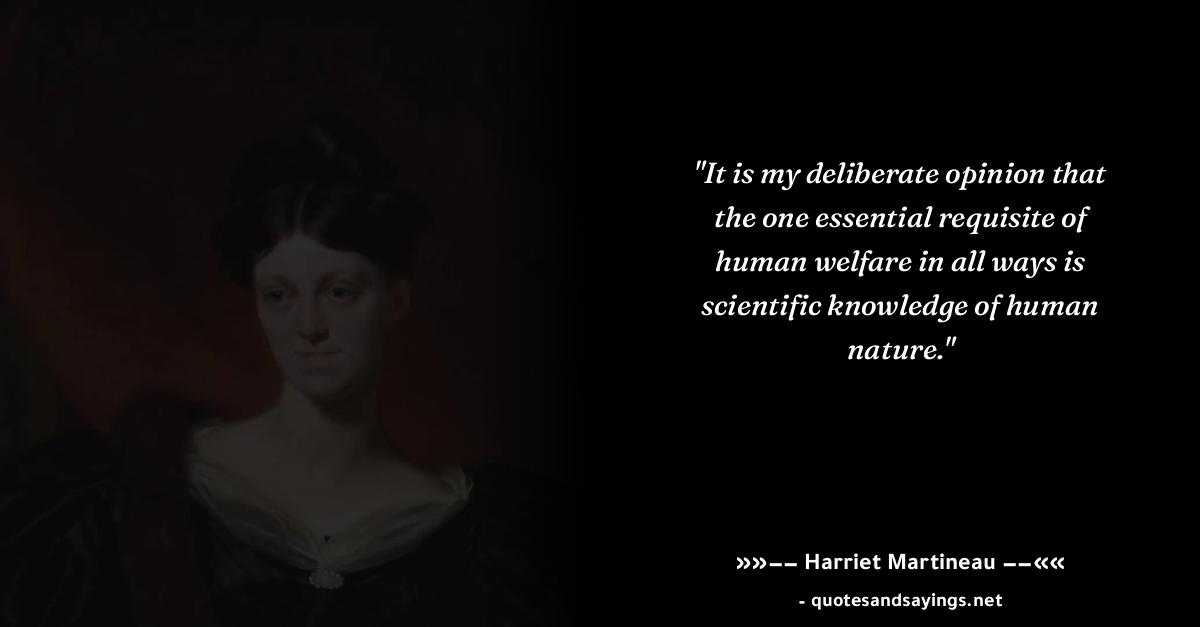 "It is my deliberate opinion that
the one essential requisite of
human welfare in all ways is
scientific knowledge of human
nature."
»»−− Harriet Martineau −−««
- quotesandsayings.net